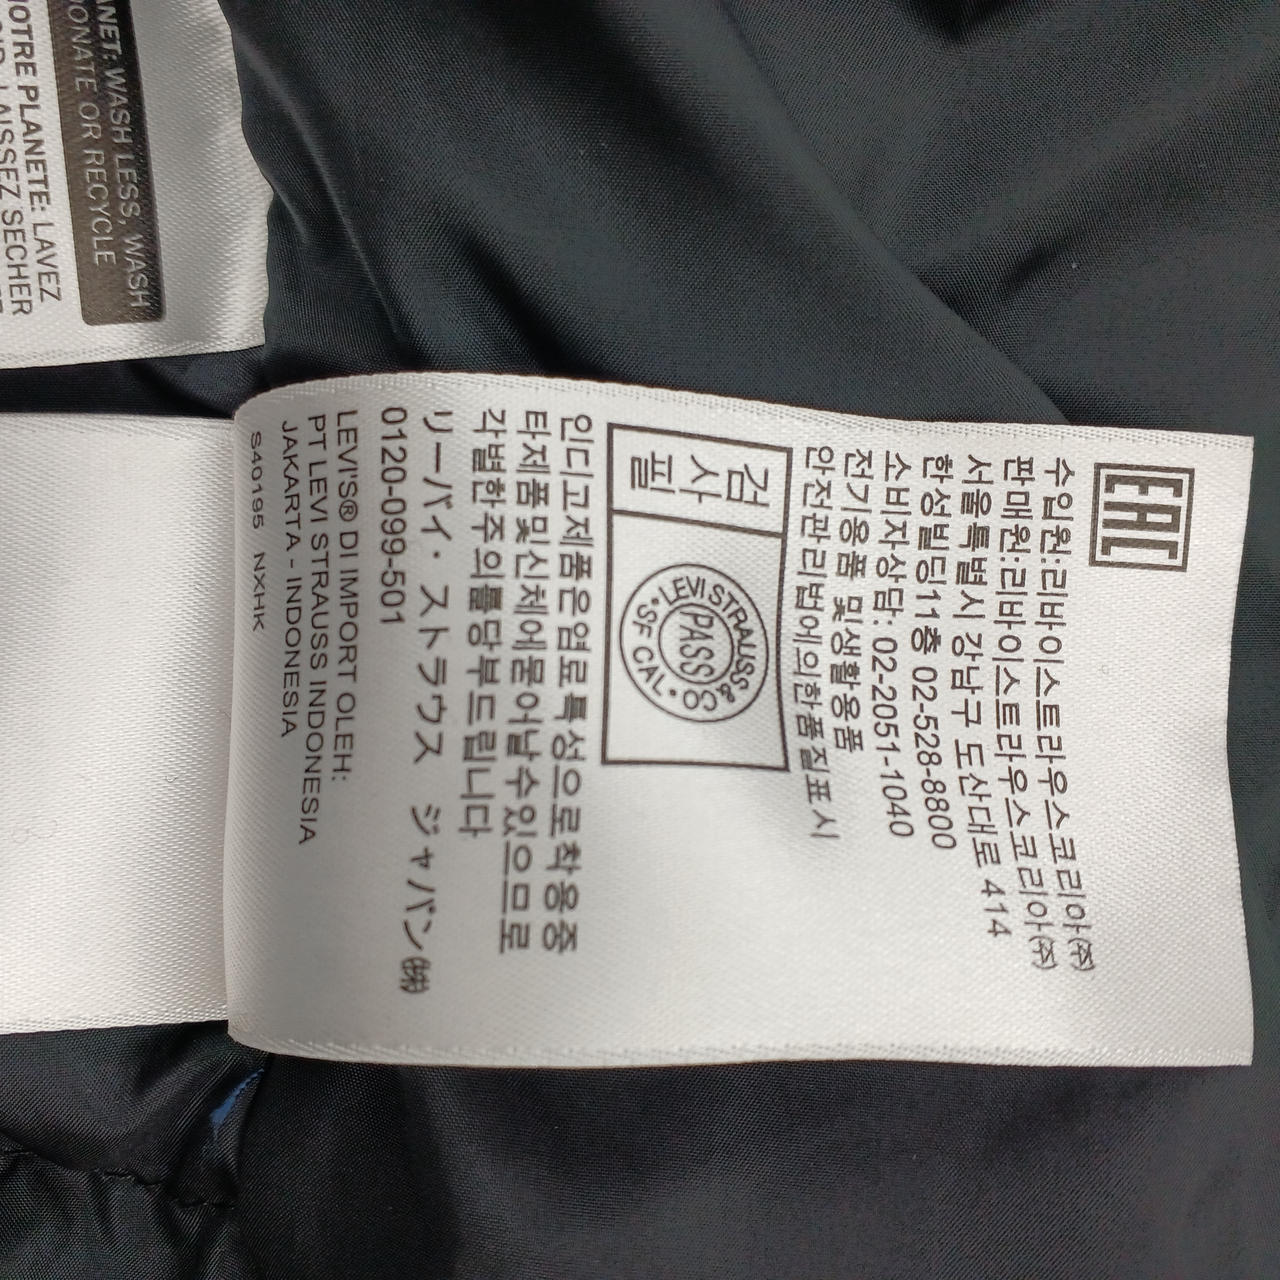 ANET: WASH LESS, WASH
ONATE OR RECYCLE
OTRE PLANETE: LAVEZ
LAISSEZ SECHER
EAC
수입원:리바이스트라우스코리아(주)
판매원:리바이스트라우스코리아(주)
서울특별시 강남구 도산대로 414
한성빌딩11층 02-528-8800
소비자상담: 02-2051-1040
전기용품 및생활용품
안전관리법에의한품질표시
검사필
LEVI STRAUSS & CO
PASS
SF CAL
인디고제품은염료특성으로착용중
타제품및신체에묻어날수있으므로
각별한주의를당부드립니다
リーバイ・ストラウス ジャパン㈱
0120-099-501
LEVI'S® DI IMPORT OLEH:
PT LEVI STRAUSS INDONESIA
JAKARTA - INDONESIA
S40195 NXHK